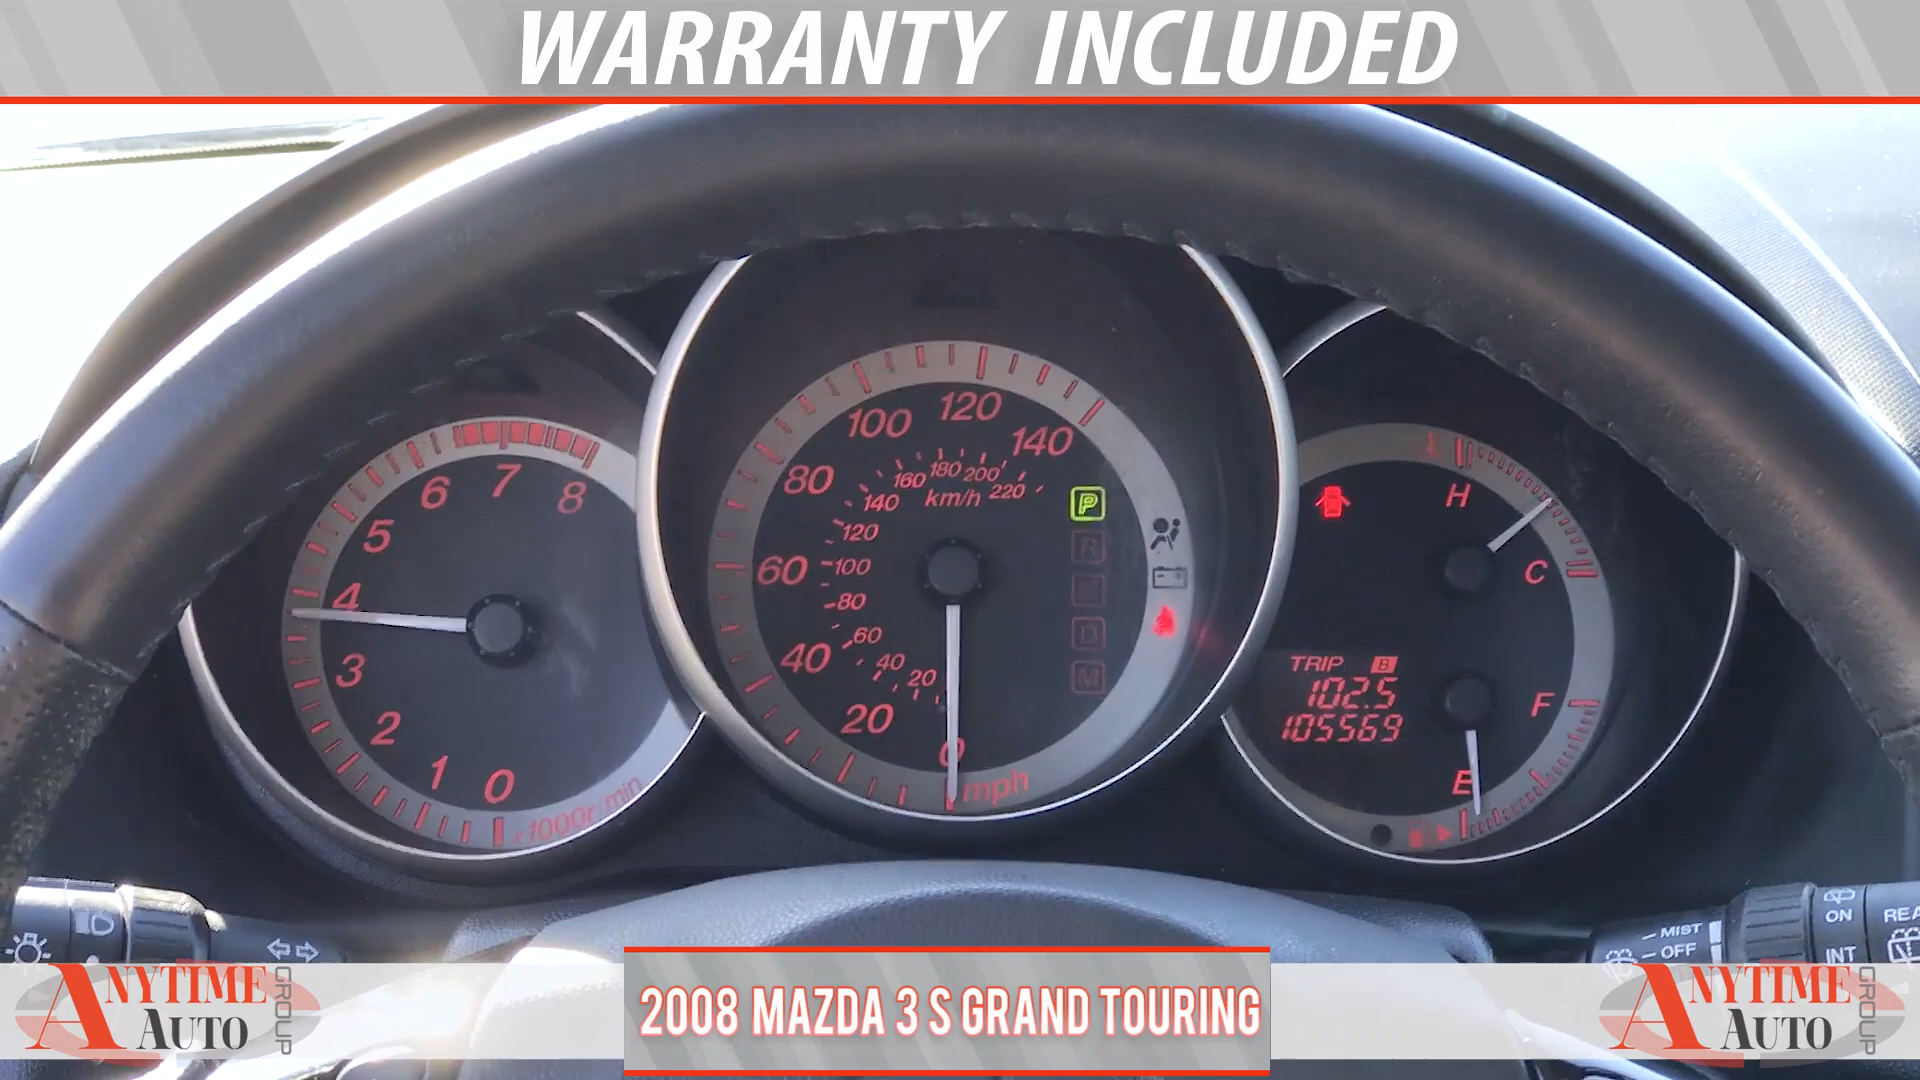 WARRANTY INCLUDED
0 1 2 3 4 5 6 7 8
x1000r/min
0 20 40 60 80 100 120 140
mph
20 40 60 80 100 120 140 160 180 200 220
km/h
P
R
D
M
H
C
TRIP B
102.5
105569
F
E
MIST
OFF
ON
INT
REA
ANYTIME
AUTO
GROUP
2008 MAZDA 3 S GRAND TOURING
ANYTIME
AUTO
GROUP